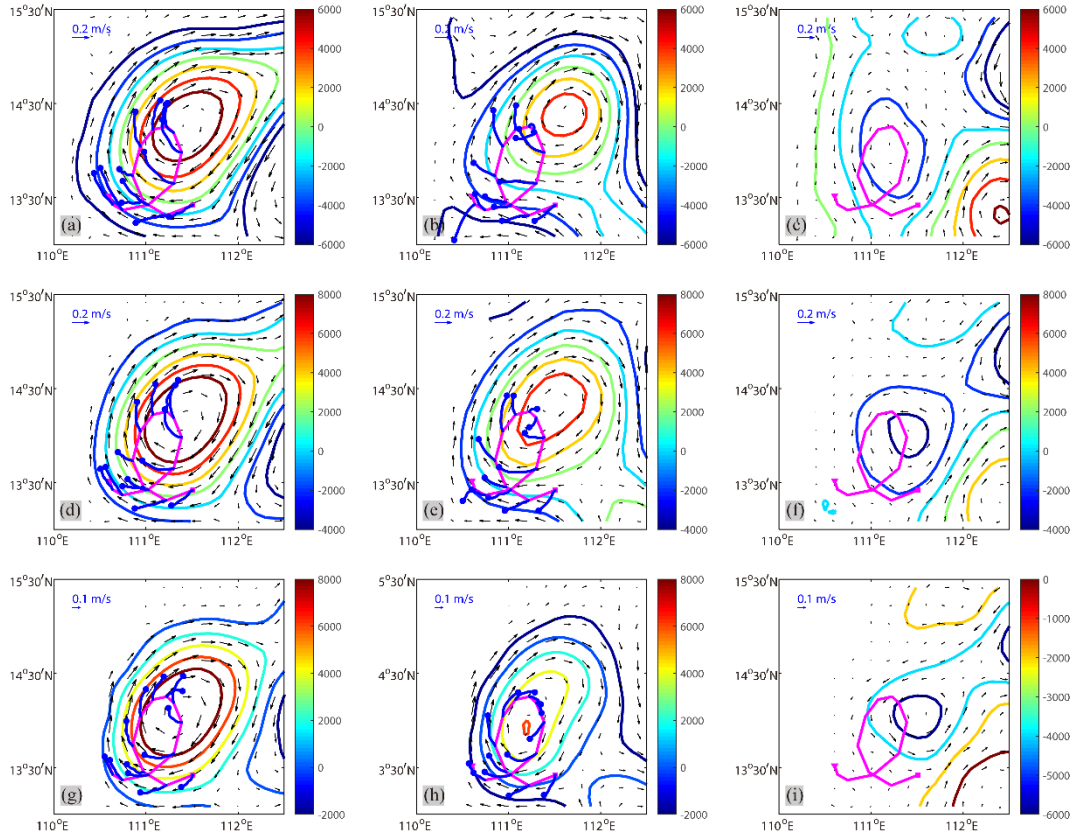 15°30′N
0.2 m/s
14°30′N
13°30′N
(a)
110°E 111°E 112°E
6000
4000
2000
0
-2000
-4000
-6000
15°30′N
0.2 m/s
14°30′N
13°30′N
(b)
110°E 111°E 112°E
6000
4000
2000
0
-2000
-4000
-6000
15°30′N
0.2 m/s
14°30′N
13°30′N
(c)
110°E 111°E 112°E
6000
4000
2000
0
-2000
-4000
-6000
15°30′N
0.2 m/s
14°30′N
13°30′N
(d)
110°E 111°E 112°E
8000
6000
4000
2000
0
-2000
-4000
15°30′N
0.2 m/s
14°30′N
13°30′N
(e)
110°E 111°E 112°E
8000
6000
4000
2000
0
-2000
-4000
15°30′N
0.2 m/s
14°30′N
13°30′N
(f)
110°E 111°E 112°E
8000
6000
4000
2000
0
-2000
-4000
15°30′N
0.1 m/s
14°30′N
13°30′N
(g)
110°E 111°E 112°E
8000
6000
4000
2000
0
-2000
5°30′N
0.1 m/s
4°30′N
3°30′N
(h)
110°E 111°E 112°E
8000
6000
4000
2000
0
-2000
15°30′N
0.1 m/s
14°30′N
13°30′N
(i)
110°E 111°E 112°E
0
-1000
-2000
-3000
-4000
-5000
-6000